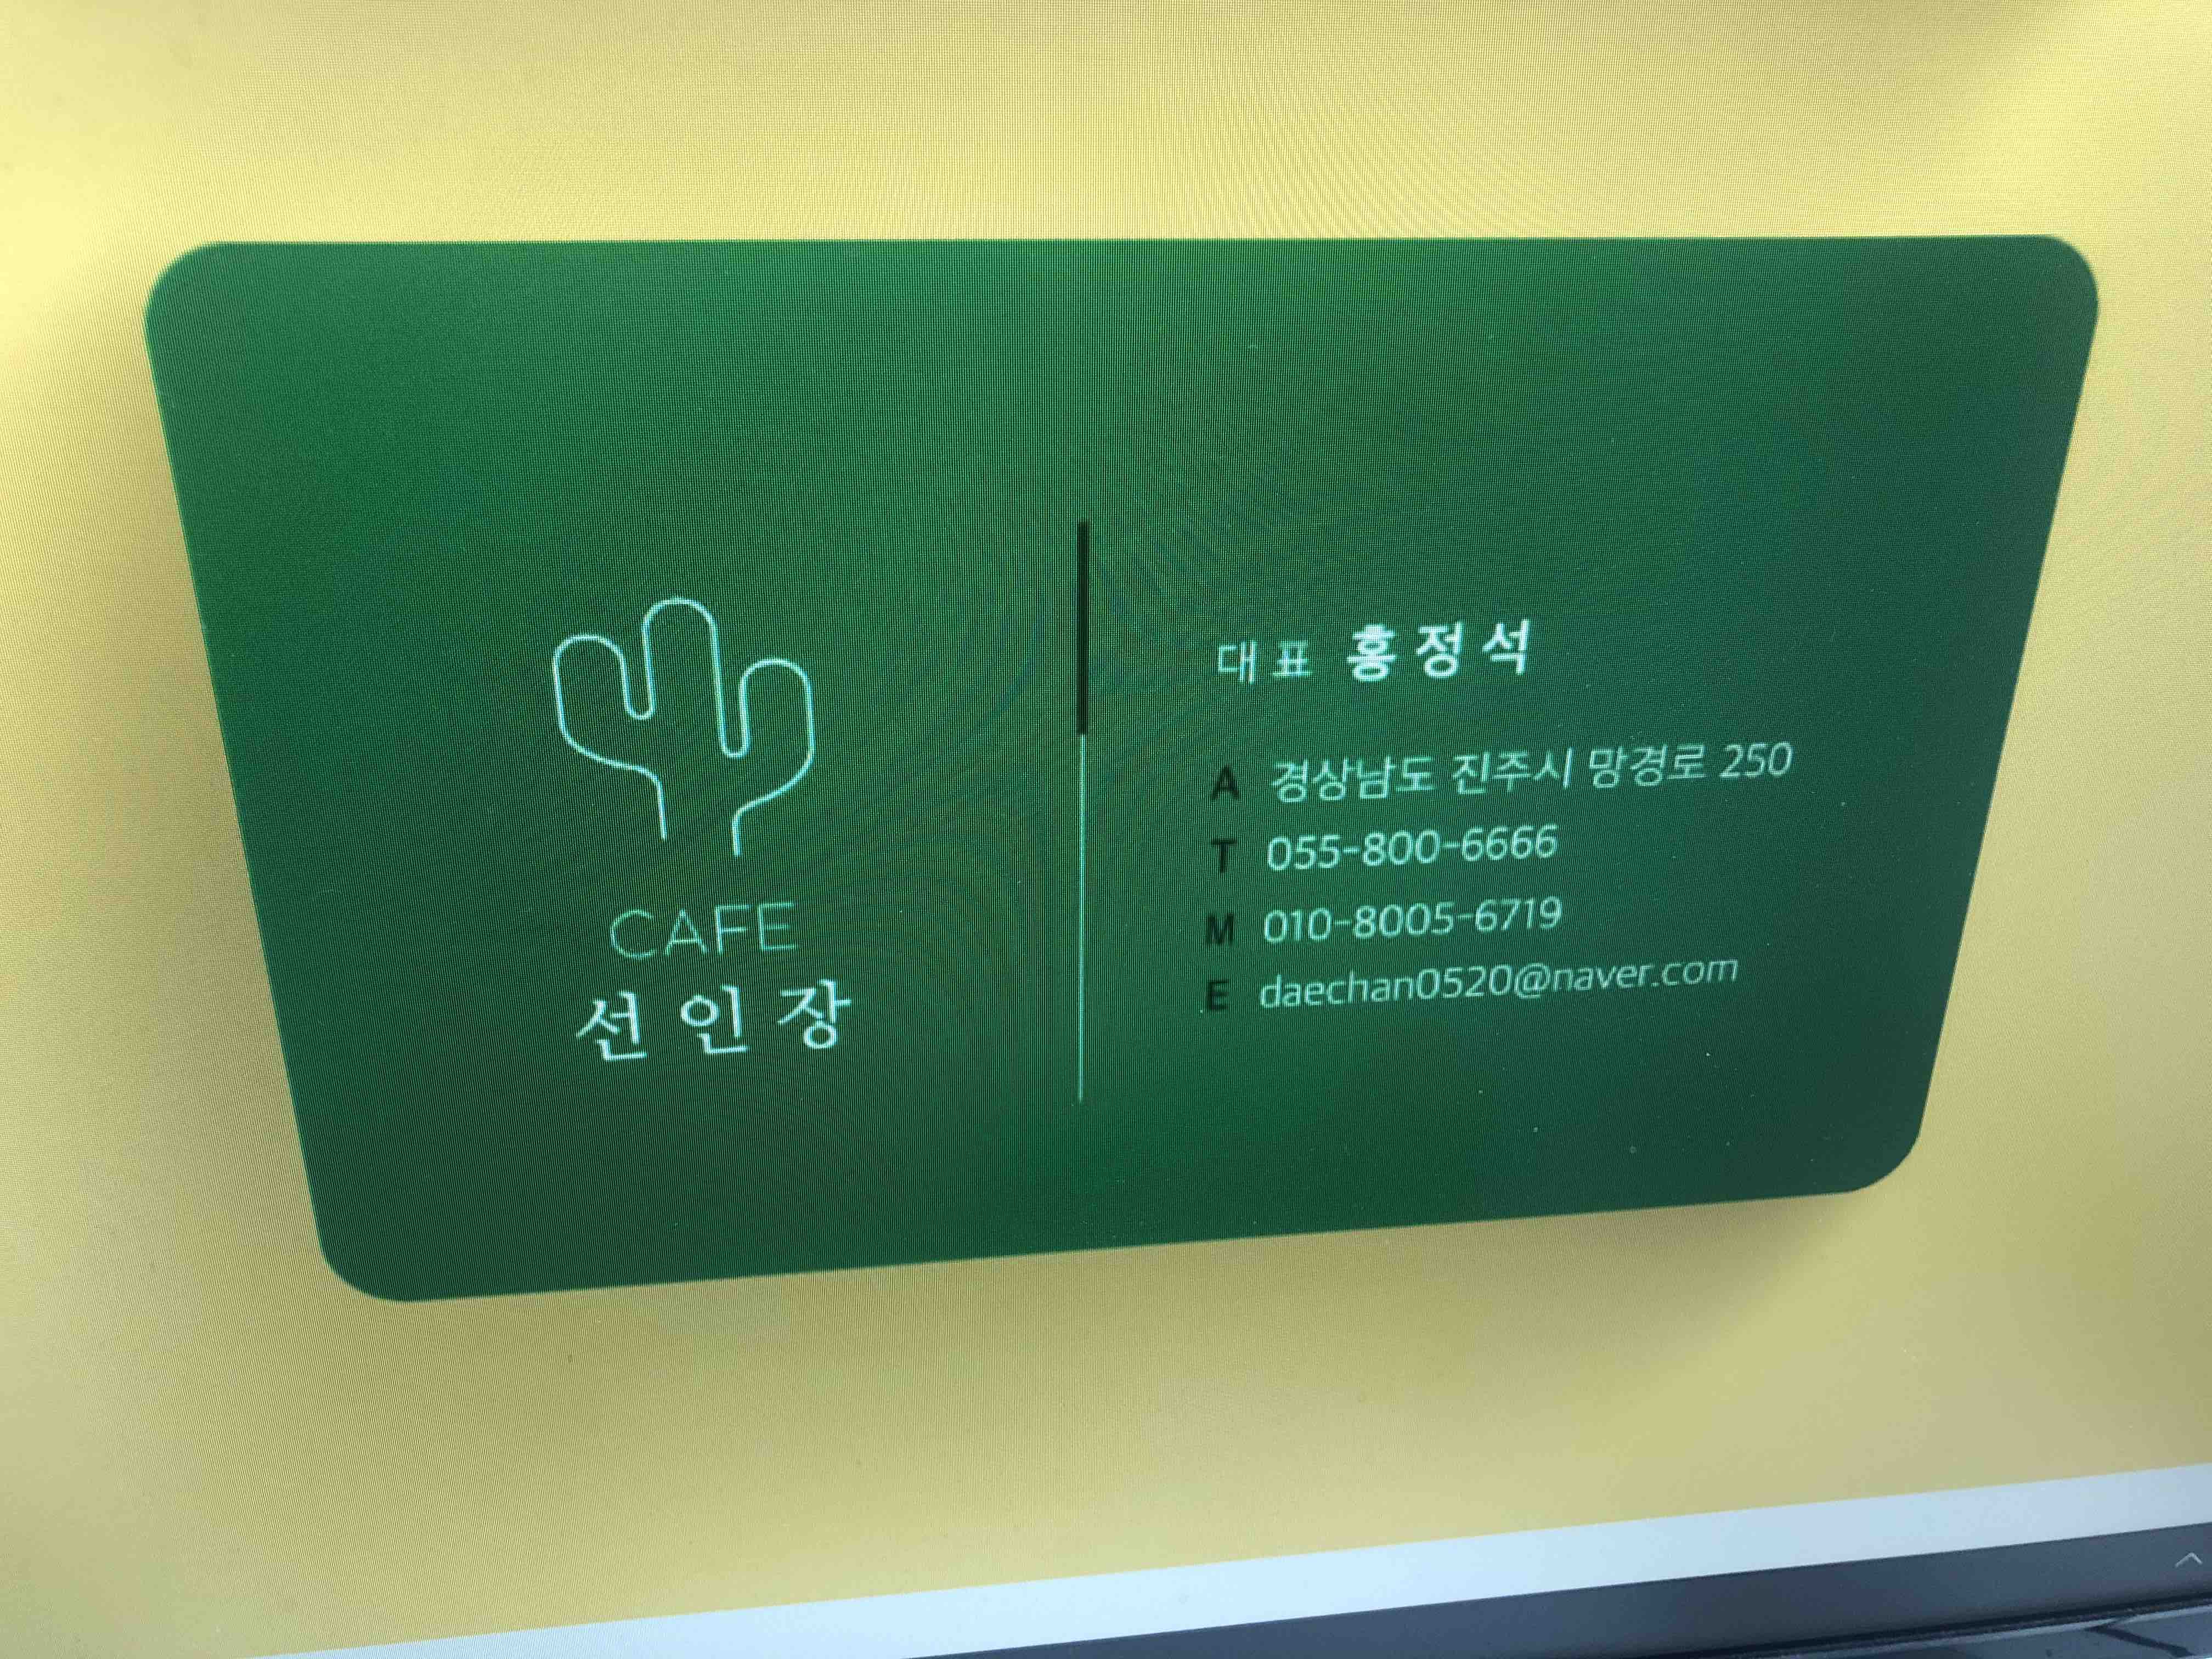 CAFE
선인장
대표 홍정석
A 경상남도 진주시 망경로 250
T 055-800-6666
M 010-8005-6719
E daechan0520@naver.com